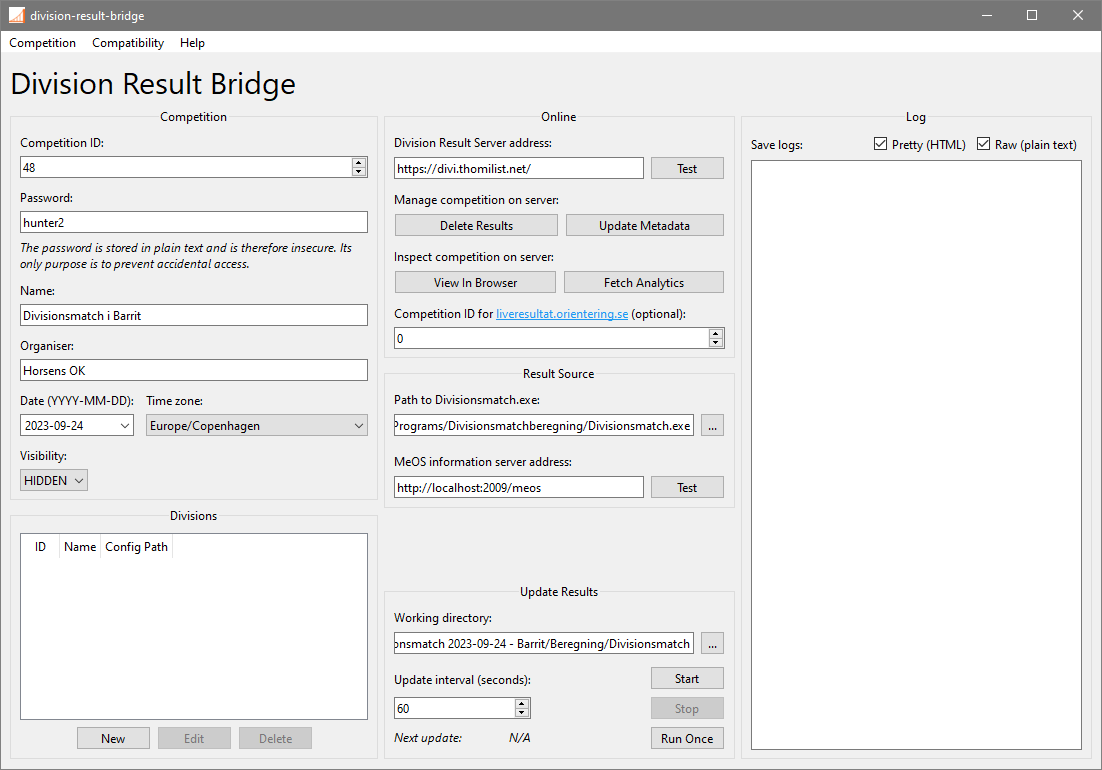 division-result-bridge
Competition Compatibility Help
Division Result Bridge
Competition
Competition ID:
48
Password:
hunter2
The password is stored in plain text and is therefore insecure. Its
only purpose is to prevent accidental access.
Name:
Divisionsmatch i Barrit
Organiser:
Horsens OK
Date (YYYY-MM-DD): Time zone:
2023-09-24 Europe/Copenhagen
Visibility:
HIDDEN
Divisions
ID Name Config Path
New Edit Delete
Online
Division Result Server address:
https://divi.thomilist.net/ Test
Manage competition on server:
Delete Results Update Metadata
Inspect competition on server:
View In Browser Fetch Analytics
Competition ID for liveresultat.orientering.se (optional):
0
Result Source
Path to Divisionsmatch.exe:
Programs/Divisionsmatchberegning/Divisionsmatch.exe ...
MeOS information server address:
http://localhost:2009/meos Test
Update Results
Working directory:
onsmatch 2023-09-24 - Barrit/Beregning/Divisionsmatch ...
Update interval (seconds): Start
60 Stop
Next update: N/A Run Once
Log
Save logs: Pretty (HTML) Raw (plain text)